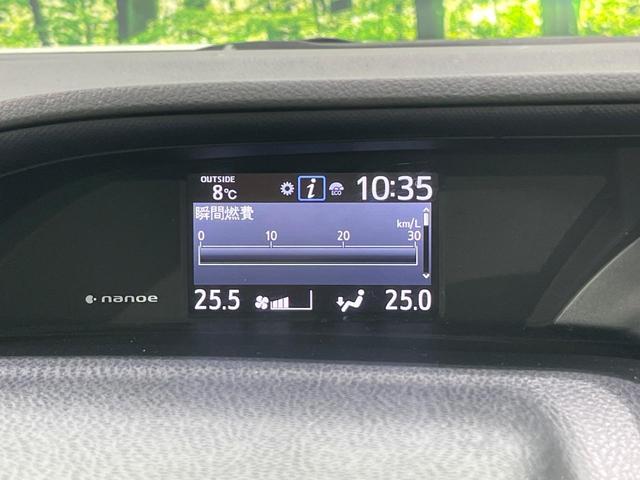 OUTSIDE
8℃ i ECO 10:35
瞬間燃費
km/L
0 10 20 30
nanoe
25.5 25.0